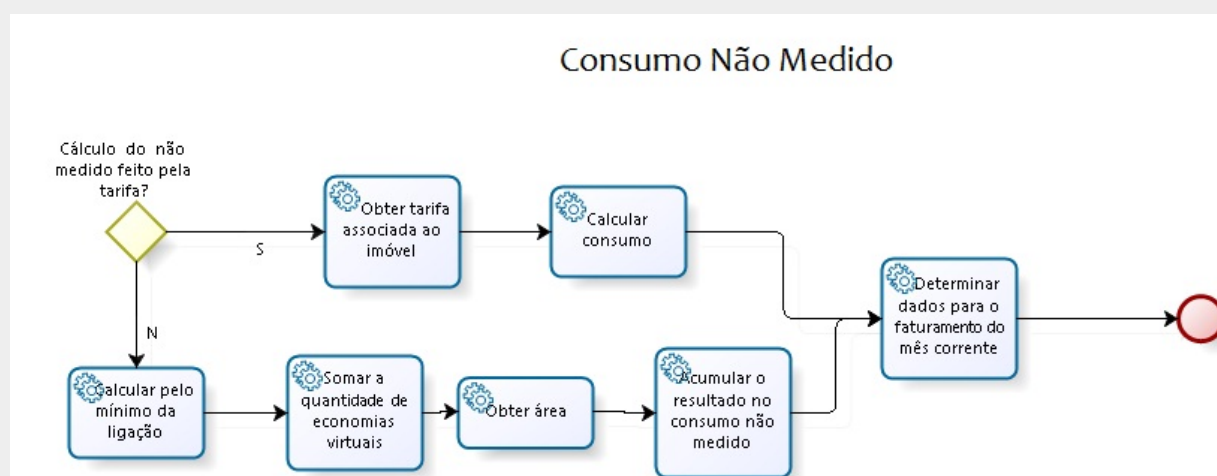 Consumo Não Medido
Cálculo do não
medido feito pela
tarifa?
S
N
Obter tarifa
associada ao
imóvel
Calcular
consumo
Determinar
dados para o
faturamento do
mês corrente
Calcular pelo
mínimo da
ligação
Somar a
quantidade de
economias
virtuais
Obter área
Acumular o
resultado no
consumo não
medido